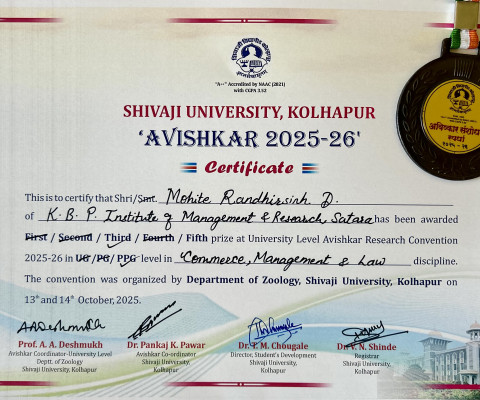 "A++" Accredited by NAAC (2021)
with CGPA 3.52
SHIVAJI UNIVERSITY, KOLHAPUR
'AVISHKAR 2025-26'
Certificate
This is to certify that Shri/Smt. Mohite Randhirsinh D.
of K. B. P. Institute of Management & Research, Satara has been awarded
First / Second / Third / Fourth / Fifth prize at University Level Avishkar Research Convention
2025-26 in UG /PG/ PPG level in Commerce, Management & Law discipline.
The convention was organized by Department of Zoology, Shivaji University, Kolhapur on
13th and 14th October, 2025.
Prof. A. A. Deshmukh
Avishkar Coordinator-University Level
Deptt. of Zoology
Shivaji University, Kolhapur
Dr. Pankaj K. Pawar
Avishkar Co-ordinator
Shivaji University,
Kolhapur
Dr. T. M. Chougale
Director, Student's Development
Shivaji University,
Kolhapur
Dr. V. N. Shinde
Registrar
Shivaji University,
Kolhapur
अविष्कार संशोधन
स्पर्धा
२०२५ - २६